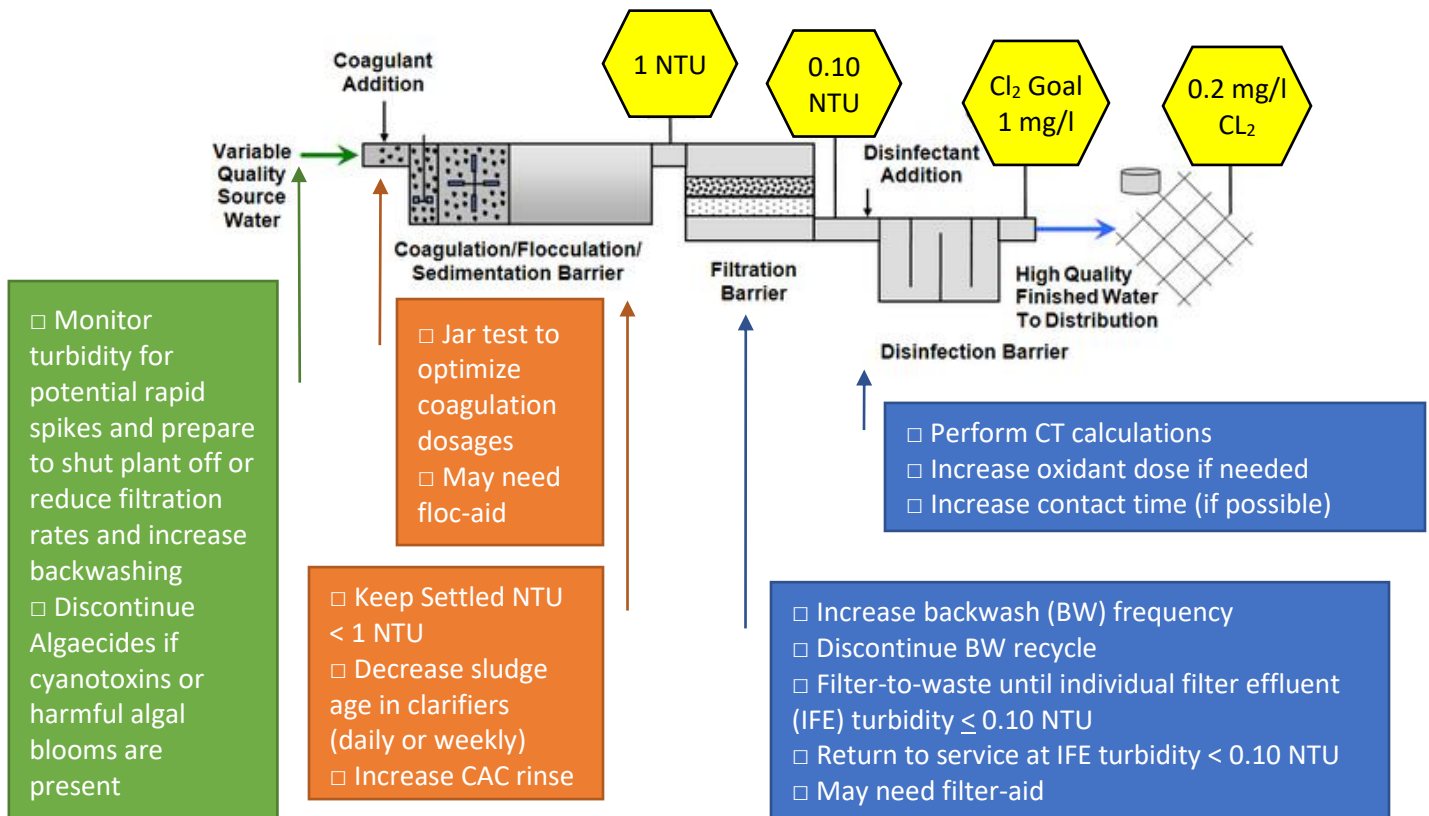 Coagulant
Addition
1 NTU
0.10
NTU
Cl₂ Goal
1 mg/l
0.2 mg/l
CL₂
Variable
Quality
Source
Water
Disinfectant
Addition
Coagulation/Flocculation/
Sedimentation Barrier
Filtration
Barrier
High Quality
Finished Water
To Distribution
Disinfection Barrier
□ Monitor
turbidity for
potential rapid
spikes and prepare
to shut plant off or
reduce filtration
rates and increase
backwashing
□ Discontinue
Algaecides if
cyanotoxins or
harmful algal
blooms are
present
□ Jar test to
optimize
coagulation
dosages
□ May need
floc-aid
□ Keep Settled NTU
< 1 NTU
□ Decrease sludge
age in clarifiers
(daily or weekly)
□ Increase CAC rinse
□ Perform CT calculations
□ Increase oxidant dose if needed
□ Increase contact time (if possible)
□ Increase backwash (BW) frequency
□ Discontinue BW recycle
□ Filter-to-waste until individual filter effluent
(IFE) turbidity ≤ 0.10 NTU
□ Return to service at IFE turbidity < 0.10 NTU
□ May need filter-aid